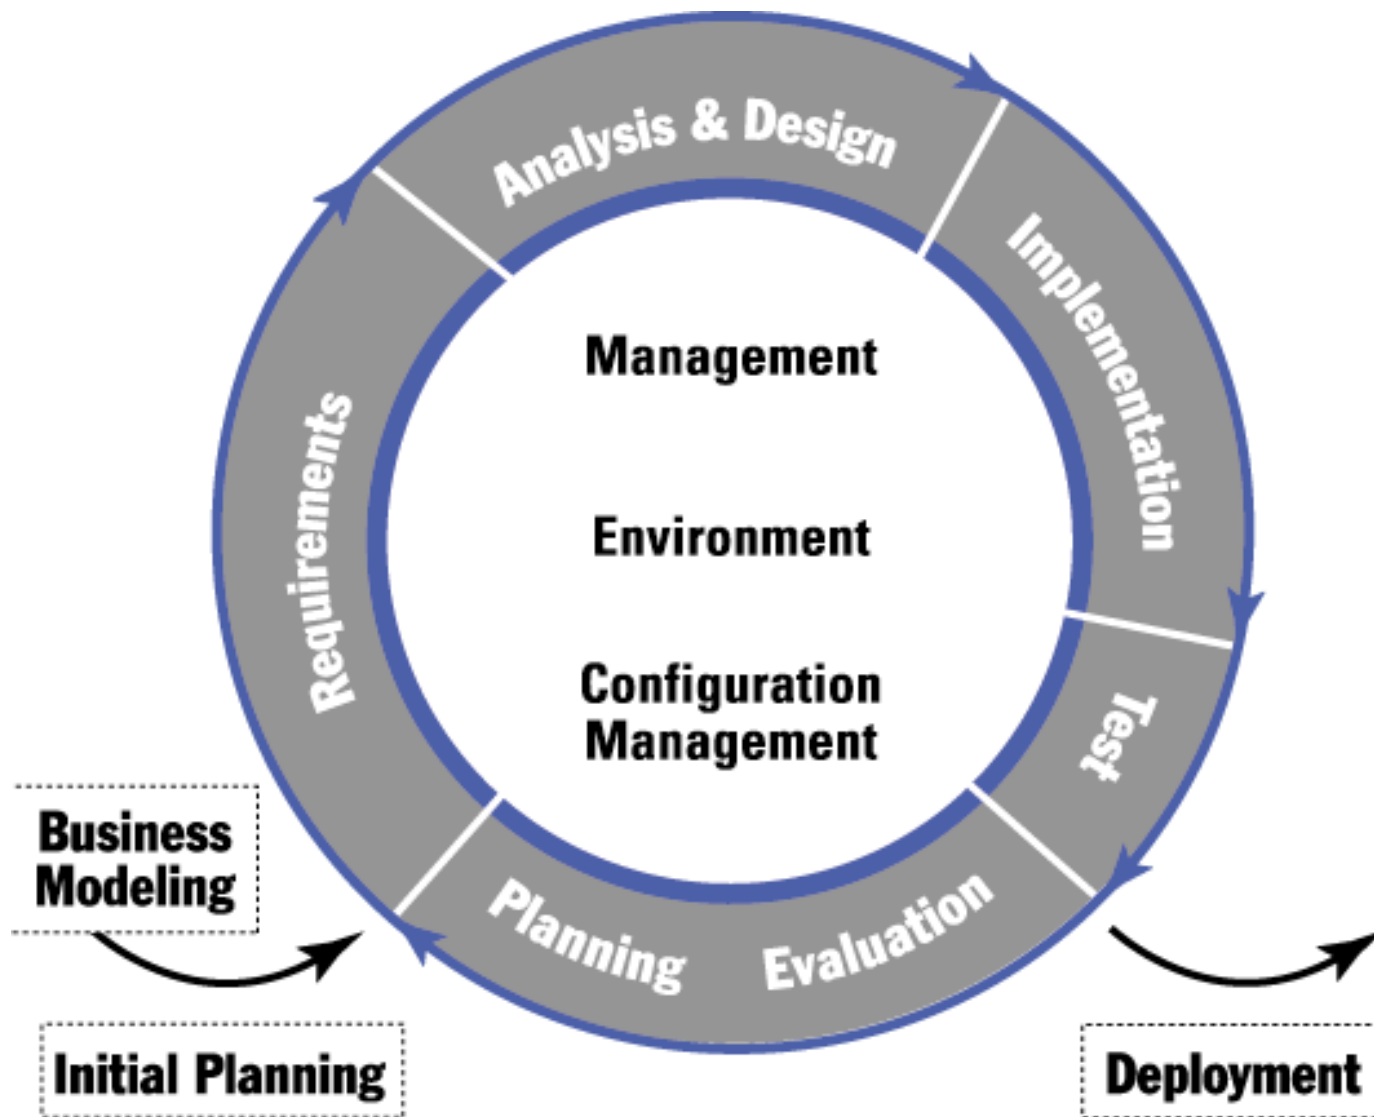 Analysis & Design
Implementation
Test
Evaluation
Planning
Requirements
Management
Environment
Configuration
Management
Business
Modeling
Initial Planning
Deployment